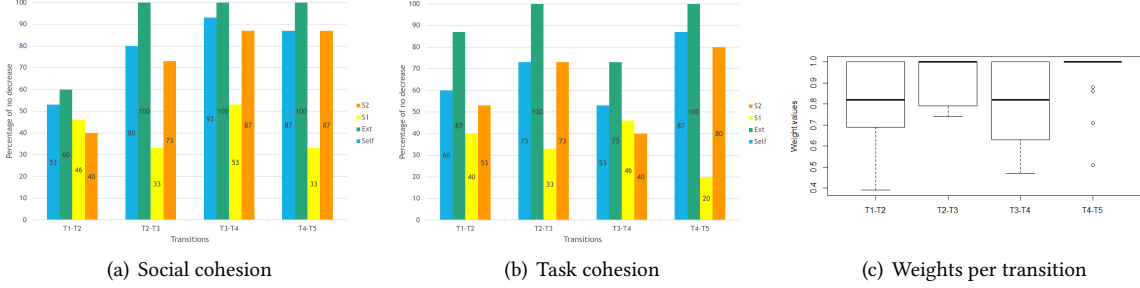 100
90
80
70
60
50
40
30
20
10
0
Percentage of no decrease
53 60 46 40
80 100 33 73
93 100 53 87
87 100 33 87
T1-T2 T2-T3 T3-T4 T4-T5
Transitions
S2
S1
Ext
Self
(a) Social cohesion
100
90
80
70
60
50
40
30
20
10
0
Percentage of no decrease
60 87 40 53
73 100 33 73
53 73 46 40
87 100 20 80
T1-T2 T2-T3 T3-T4 T4-T5
Transitions
S2
S1
Ext
Self
(b) Task cohesion
1.0
0.9
0.8
0.7
0.6
0.5
0.4
Weight values
T1-T2 T2-T3 T3-T4 T4-T5
(c) Weights per transition